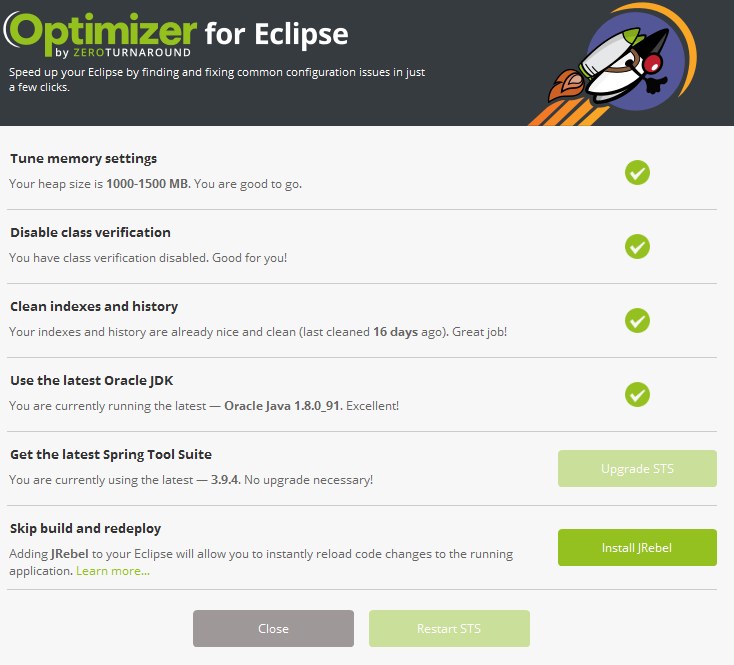 Optimizer for Eclipse
by ZEROTURNAROUND
Speed up your Eclipse by finding and fixing common configuration issues in just
a few clicks.
Tune memory settings
Your heap size is 1000-1500 MB. You are good to go.
Disable class verification
You have class verification disabled. Good for you!
Clean indexes and history
Your indexes and history are already nice and clean (last cleaned 16 days ago). Great job!
Use the latest Oracle JDK
You are currently running the latest — Oracle Java 1.8.0_91. Excellent!
Get the latest Spring Tool Suite
You are currently using the latest — 3.9.4. No upgrade necessary!
Upgrade STS
Skip build and redeploy
Adding JRebel to your Eclipse will allow you to instantly reload code changes to the running
application. Learn more...
Install JRebel
Close
Restart STS